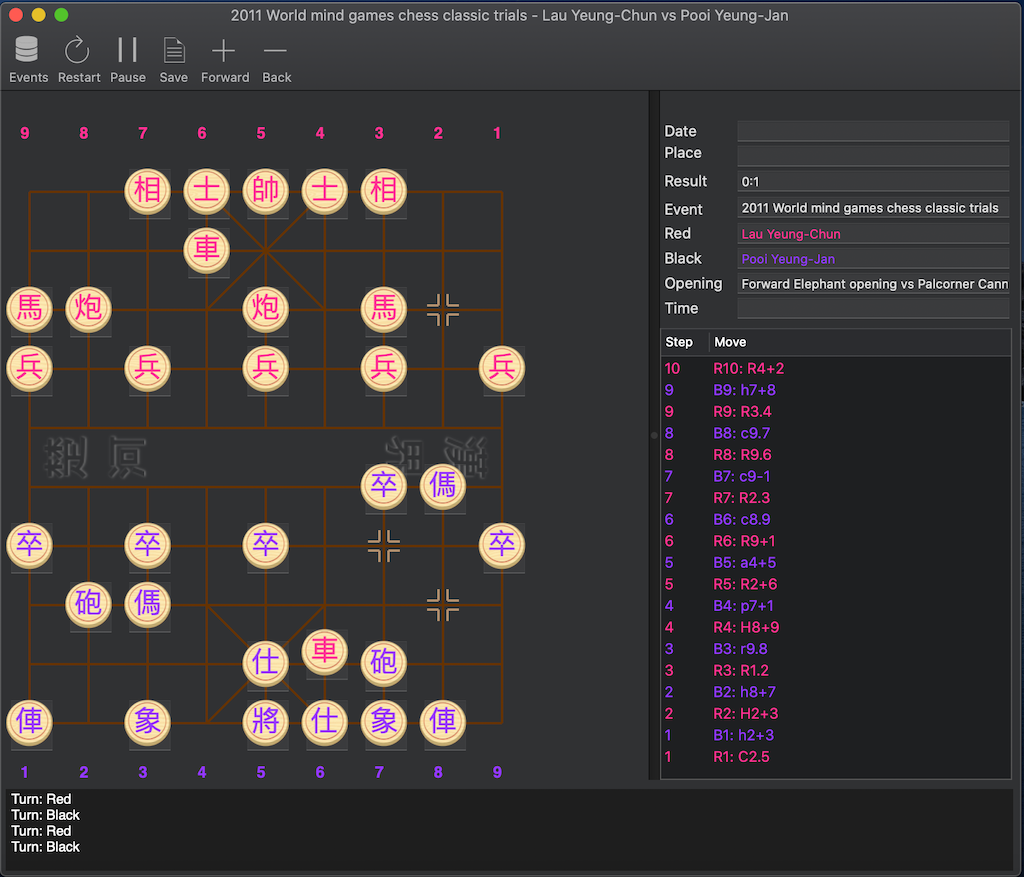 2011 World mind games chess classic trials - Lau Yeung-Chun vs Pooi Yeung-Jan
Events Restart Pause Save Forward Back
9 8 7 6 5 4 3 2 1
相 士 帥 士 相
車
馬 炮 炮 馬
兵 兵 兵 兵 兵
卒 傌
卒 卒 卒 卒
砲 傌
仕 車 砲
俥 象 將 仕 象 俥
1 2 3 4 5 6 7 8 9
Date
Place
Result 0:1
Event 2011 World mind games chess classic trials
Red Lau Yeung-Chun
Black Pooi Yeung-Jan
Opening Forward Elephant opening vs Palcorner Cann
Time
Step Move
10 R10: R4+2
9 B9: h7+8
9 R9: R3.4
8 B8: c9.7
8 R8: R9.6
7 B7: c9-1
7 R7: R2.3
6 B6: c8.9
6 R6: R9+1
5 B5: a4+5
5 R5: R2+6
4 B4: p7+1
4 R4: H8+9
3 B3: r9.8
3 R3: R1.2
2 B2: h8+7
2 R2: H2+3
1 B1: h2+3
1 R1: C2.5
Turn: Red
Turn: Black
Turn: Red
Turn: Black